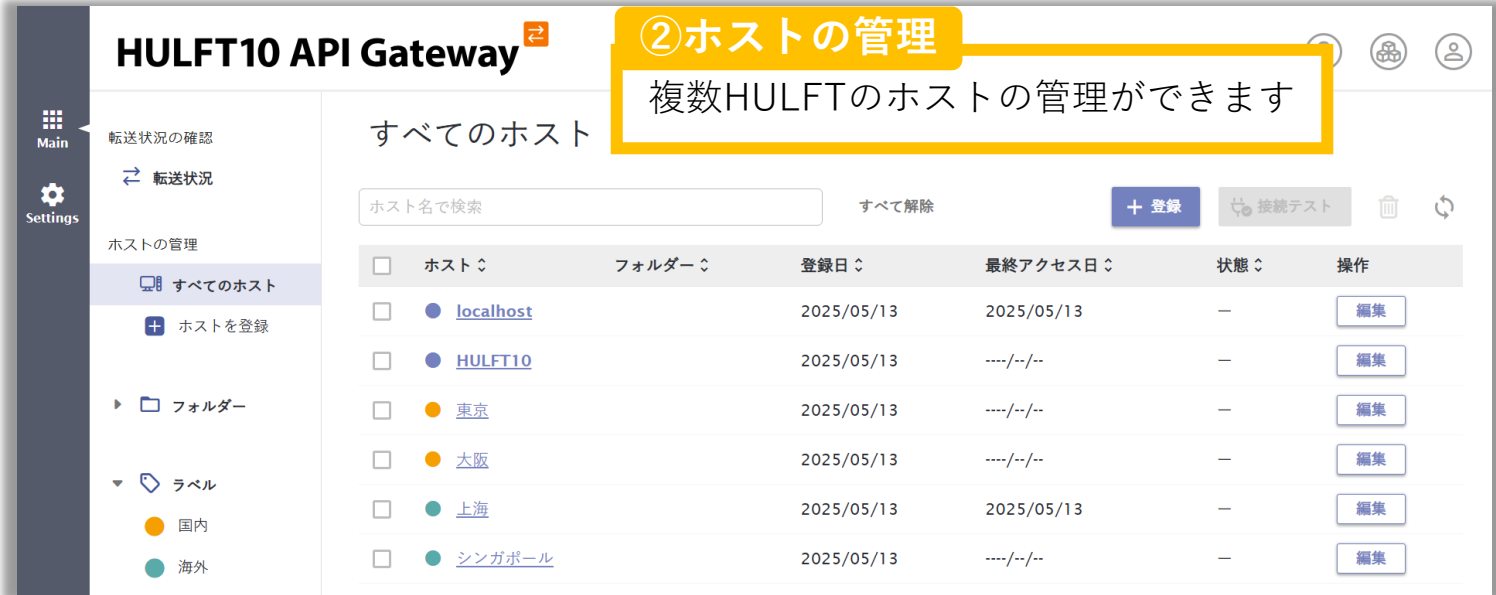 HULFT10 API Gateway
②ホストの管理
複数HULFTのホストの管理ができます
Main
Settings
転送状況の確認
転送状況
ホストの管理
すべてのホスト
ホストを登録
フォルダー
ラベル
国内
海外
すべてのホスト
ホスト名で検索 すべて解除 + 登録 接続テスト
ホスト フォルダー 登録日 最終アクセス日 状態 操作
localhost 2025/05/13 2025/05/13 — 編集
HULFT10 2025/05/13 ----/--/-- — 編集
東京 2025/05/13 ----/--/-- — 編集
大阪 2025/05/13 ----/--/-- — 編集
上海 2025/05/13 2025/05/13 — 編集
シンガポール 2025/05/13 ----/--/-- — 編集